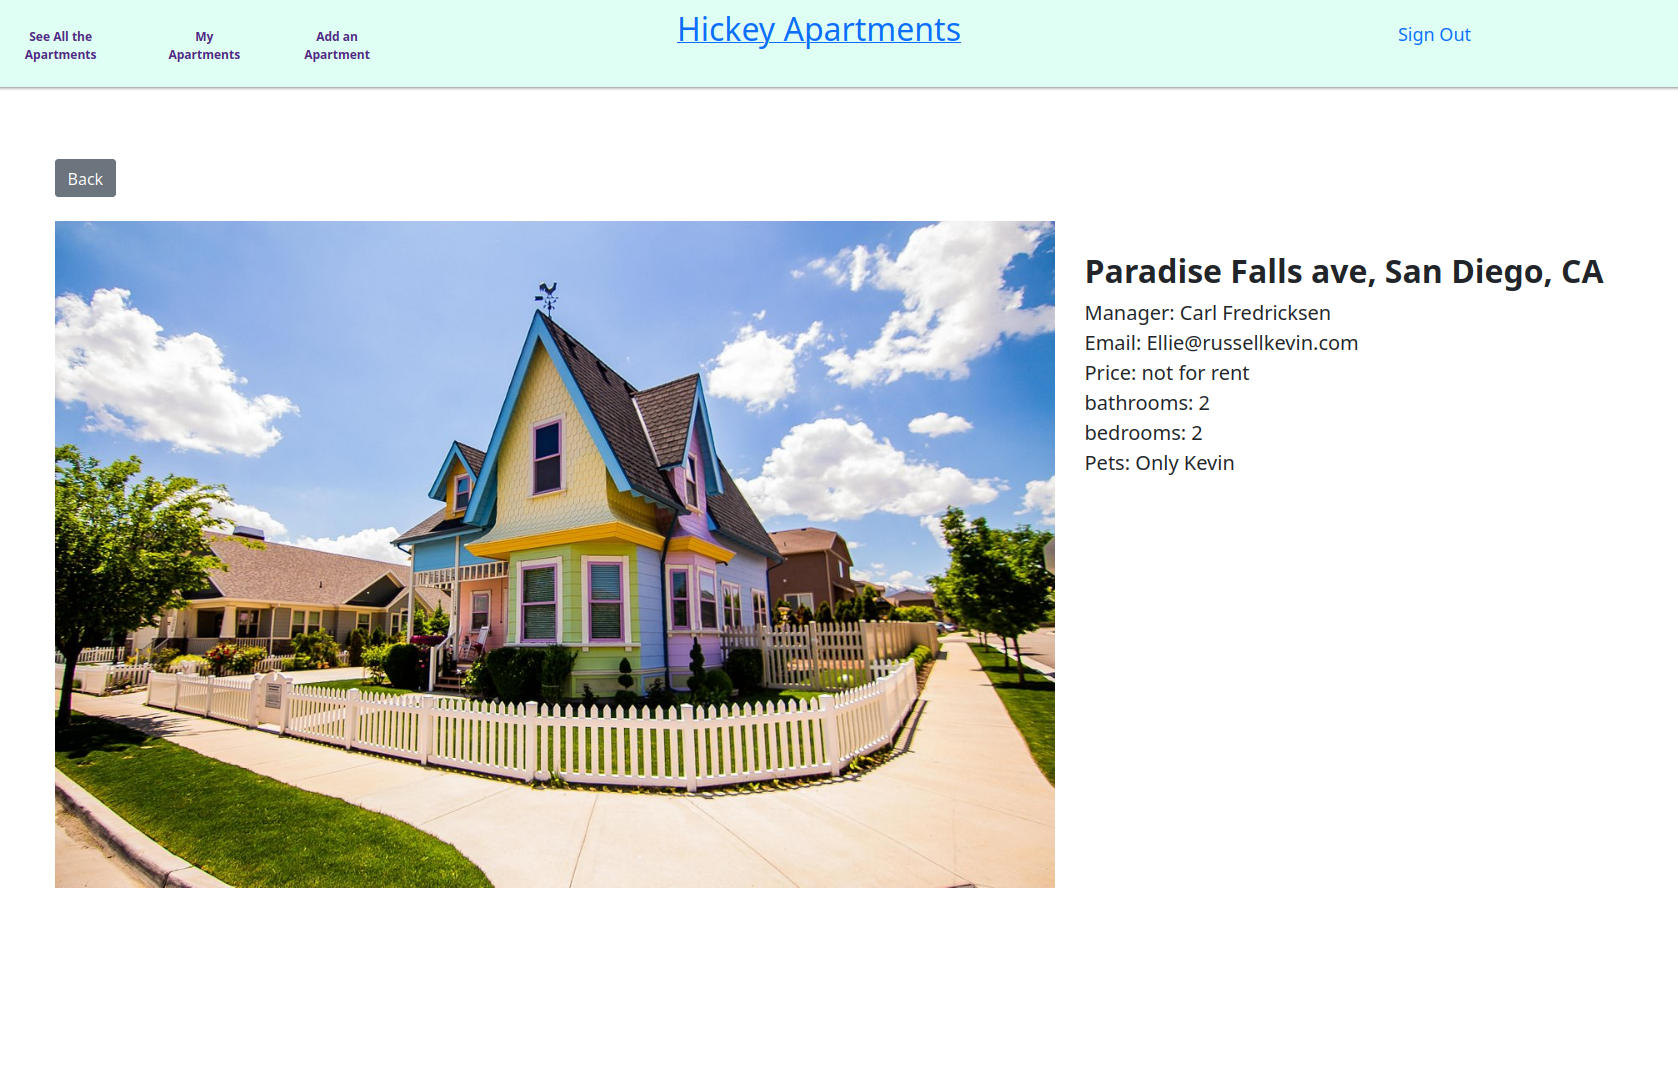 See All the
Apartments
My
Apartments
Add an
Apartment
Hickey Apartments
Sign Out
Back
Paradise Falls ave, San Diego, CA
Manager: Carl Fredricksen
Email: Ellie@russellkevin.com
Price: not for rent
bathrooms: 2
bedrooms: 2
Pets: Only Kevin